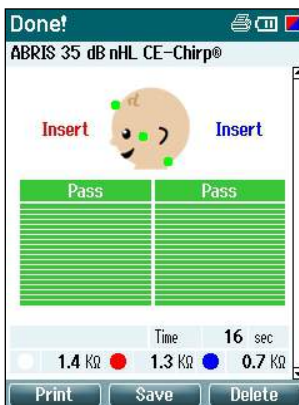 Done!
ABRIS 35 dB nHL CE-Chirp®
Insert Insert
Pass Pass
Time 16 sec
1.4 KΩ 1.3 KΩ 0.7 KΩ
Print Save Delete